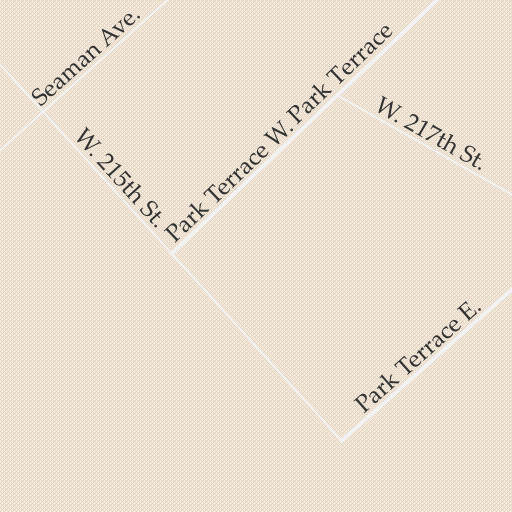 Seaman Ave.
W. 215th St.
Park Terrace W.
Park Terrace
W. 217th St.
Park Terrace E.